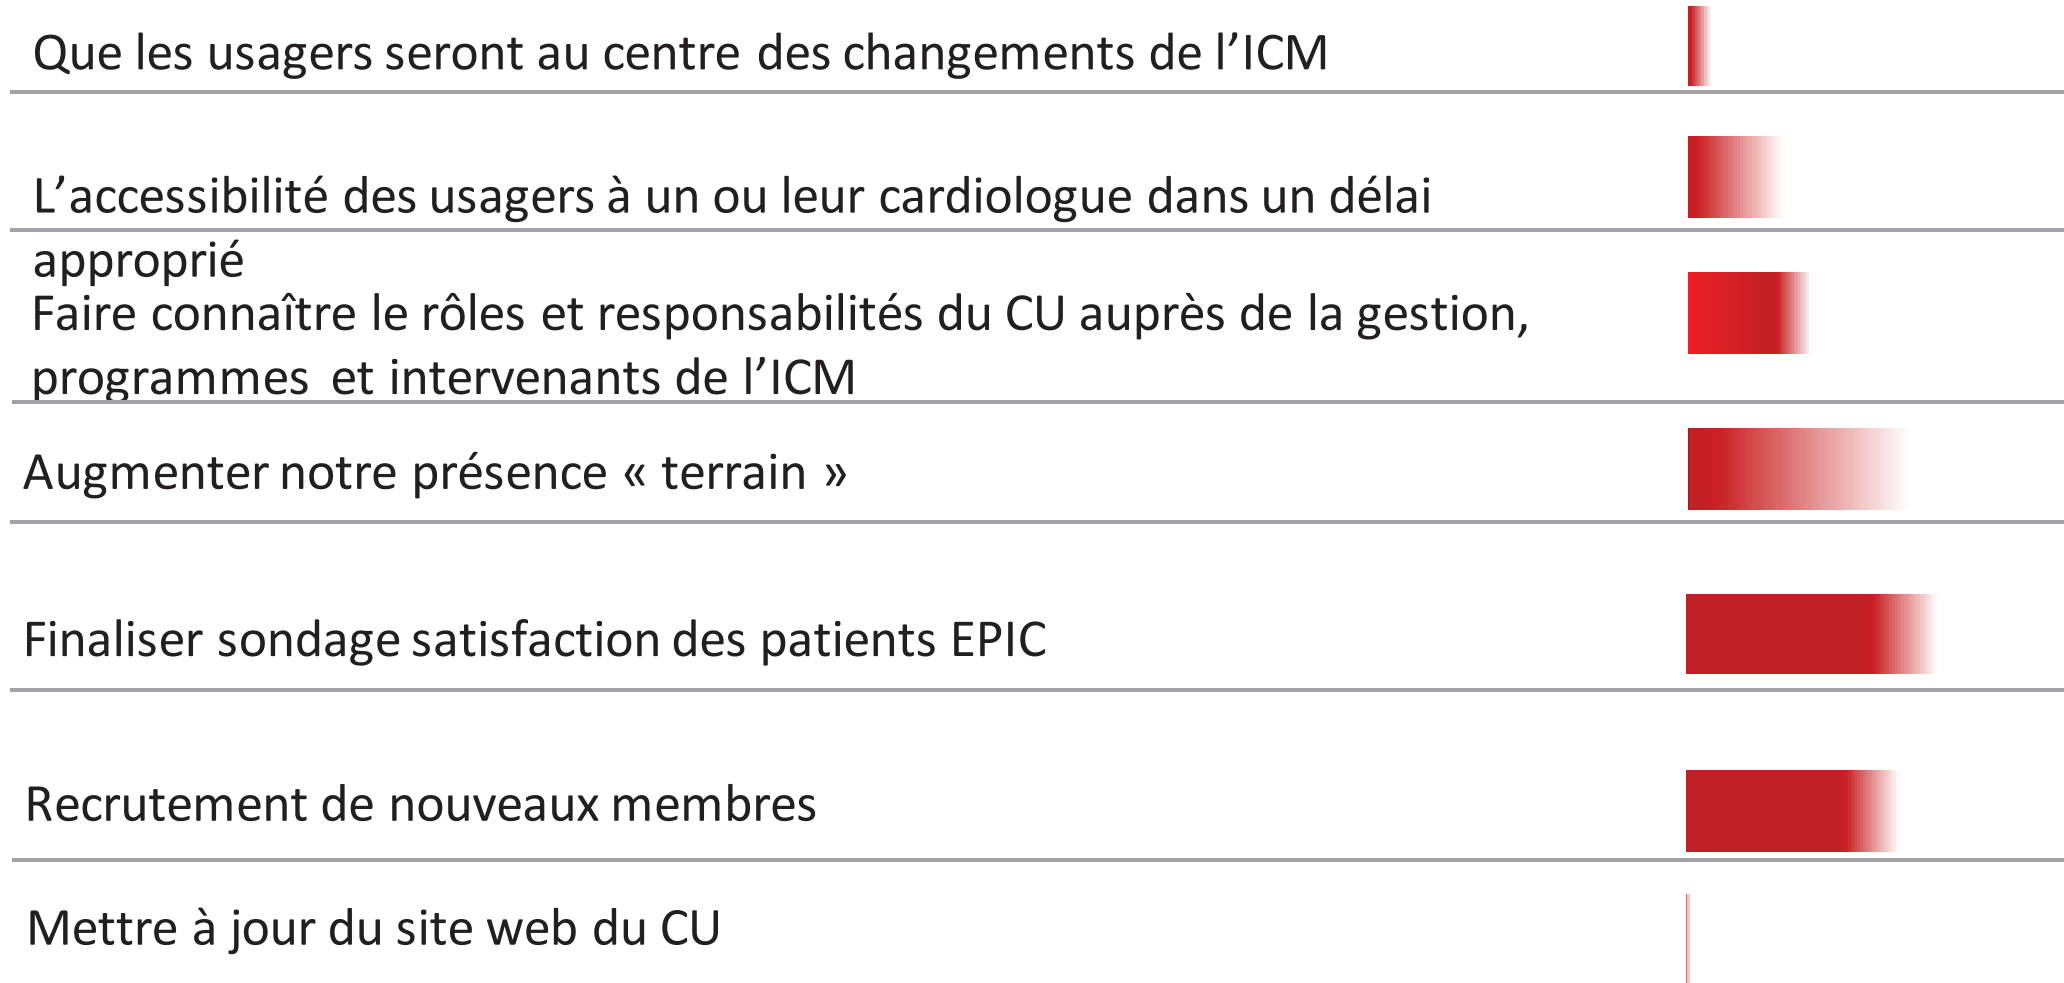 Que les usagers seront au centre des changements de l’ICM
L’accessibilité des usagers à un ou leur cardiologue dans un délai
approprié
Faire connaître le rôles et responsabilités du CU auprès de la gestion,
programmes et intervenants de l’ICM
Augmenter notre présence « terrain »
Finaliser sondage satisfaction des patients EPIC
Recrutement de nouveaux membres
Mettre à jour du site web du CU